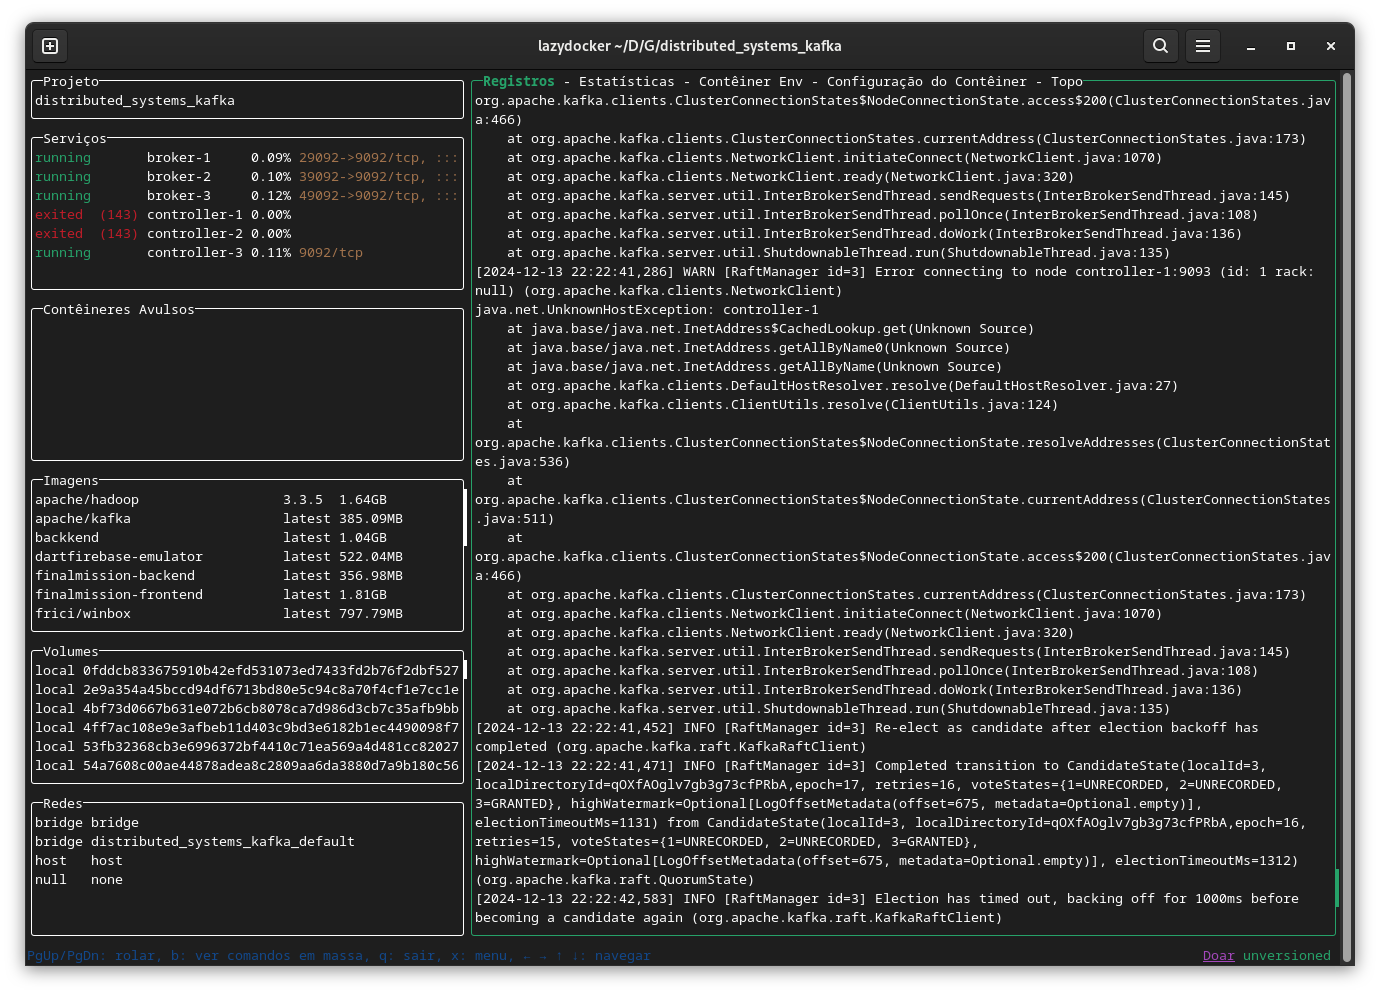 lazydocker ~/D/G/distributed_systems_kafka
Projeto
distributed_systems_kafka
Serviços
running broker-1 0.09% 29092->9092/tcp, :::
running broker-2 0.10% 39092->9092/tcp, :::
running broker-3 0.12% 49092->9092/tcp, :::
exited (143) controller-1 0.00%
exited (143) controller-2 0.00%
running controller-3 0.11% 9092/tcp
Contêineres Avulsos
Imagens
apache/hadoop 3.3.5 1.64GB
apache/kafka latest 385.09MB
backkend latest 1.04GB
dartfirebase-emulator latest 522.04MB
finalmission-backend latest 356.98MB
finalmission-frontend latest 1.81GB
frici/winbox latest 797.79MB
Volumes
local 0fddcb833675910b42efd531073ed7433fd2b76f2dbf527
local 2e9a354a45bccd94df6713bd80e5c94c8a70f4cf1e7cc1e
local 4bf73d0667b631e072b6cb8078ca7d986d3cb7c35afb9bb
local 4ff7ac108e9e3afbeb11d403c9bd3e6182b1ec4490098f7
local 53fb32368cb3e6996372bf4410c71ea569a4d481cc82027
local 54a7608c00ae44878adea8c2809aa6da3880d7a9b180c56
Redes
bridge bridge
bridge distributed_systems_kafka_default
host host
null none
Registros - Estatísticas - Contêiner Env - Configuração do Contêiner - Topo
org.apache.kafka.clients.ClusterConnectionStates$NodeConnectionState.access$200(ClusterConnectionStates.jav
a:466)
at org.apache.kafka.clients.ClusterConnectionStates.currentAddress(ClusterConnectionStates.java:173)
at org.apache.kafka.clients.NetworkClient.initiateConnect(NetworkClient.java:1070)
at org.apache.kafka.clients.NetworkClient.ready(NetworkClient.java:320)
at org.apache.kafka.server.util.InterBrokerSendThread.sendRequests(InterBrokerSendThread.java:145)
at org.apache.kafka.server.util.InterBrokerSendThread.pollOnce(InterBrokerSendThread.java:108)
at org.apache.kafka.server.util.InterBrokerSendThread.doWork(InterBrokerSendThread.java:136)
at org.apache.kafka.server.util.ShutdownableThread.run(ShutdownableThread.java:135)
[2024-12-13 22:22:41,286] WARN [RaftManager id=3] Error connecting to node controller-1:9093 (id: 1 rack:
null) (org.apache.kafka.clients.NetworkClient)
java.net.UnknownHostException: controller-1
at java.base/java.net.InetAddress$CachedLookup.get(Unknown Source)
at java.base/java.net.InetAddress.getAllByName0(Unknown Source)
at java.base/java.net.InetAddress.getAllByName(Unknown Source)
at org.apache.kafka.clients.DefaultHostResolver.resolve(DefaultHostResolver.java:27)
at org.apache.kafka.clients.ClientUtils.resolve(ClientUtils.java:124)
at
org.apache.kafka.clients.ClusterConnectionStates$NodeConnectionState.resolveAddresses(ClusterConnectionStat
es.java:536)
at
org.apache.kafka.clients.ClusterConnectionStates$NodeConnectionState.currentAddress(ClusterConnectionStates
.java:511)
at
org.apache.kafka.clients.ClusterConnectionStates$NodeConnectionState.access$200(ClusterConnectionStates.jav
a:466)
at org.apache.kafka.clients.ClusterConnectionStates.currentAddress(ClusterConnectionStates.java:173)
at org.apache.kafka.clients.NetworkClient.initiateConnect(NetworkClient.java:1070)
at org.apache.kafka.clients.NetworkClient.ready(NetworkClient.java:320)
at org.apache.kafka.server.util.InterBrokerSendThread.sendRequests(InterBrokerSendThread.java:145)
at org.apache.kafka.server.util.InterBrokerSendThread.pollOnce(InterBrokerSendThread.java:108)
at org.apache.kafka.server.util.InterBrokerSendThread.doWork(InterBrokerSendThread.java:136)
at org.apache.kafka.server.util.ShutdownableThread.run(ShutdownableThread.java:135)
[2024-12-13 22:22:41,452] INFO [RaftManager id=3] Re-elect as candidate after election backoff has
completed (org.apache.kafka.raft.KafkaRaftClient)
[2024-12-13 22:22:41,471] INFO [RaftManager id=3] Completed transition to CandidateState(localId=3,
localDirectoryId=qOXfAOglv7gb3g73cfPRbA,epoch=17, retries=16, voteStates={1=UNRECORDED, 2=UNRECORDED,
3=GRANTED}, highWatermark=Optional[LogOffsetMetadata(offset=675, metadata=Optional.empty)],
electionTimeoutMs=1131) from CandidateState(localId=3, localDirectoryId=qOXfAOglv7gb3g73cfPRbA,epoch=16,
retries=15, voteStates={1=UNRECORDED, 2=UNRECORDED, 3=GRANTED},
highWatermark=Optional[LogOffsetMetadata(offset=675, metadata=Optional.empty)], electionTimeoutMs=1312)
(org.apache.kafka.raft.QuorumState)
[2024-12-13 22:22:42,583] INFO [RaftManager id=3] Election has timed out, backing off for 1000ms before
becoming a candidate again (org.apache.kafka.raft.KafkaRaftClient)
PgUp/PgDn: rolar, b: ver comandos em massa, q: sair, x: menu, ← → ↑ ↓: navegar
Doar unversioned